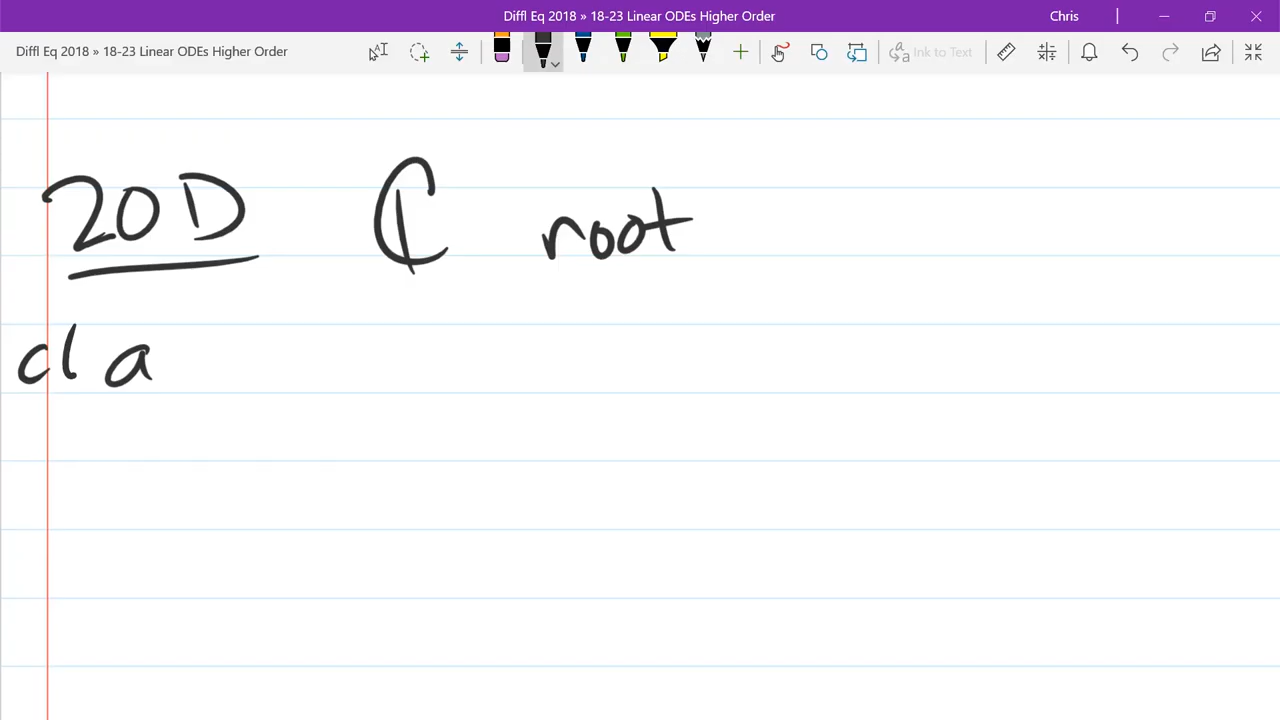 Diffl Eq 2018 » 18-23 Linear ODEs Higher Order Chris
Diffl Eq 2018 » 18-23 Linear ODEs Higher Order Ink to Text
20D ℂ root
cla